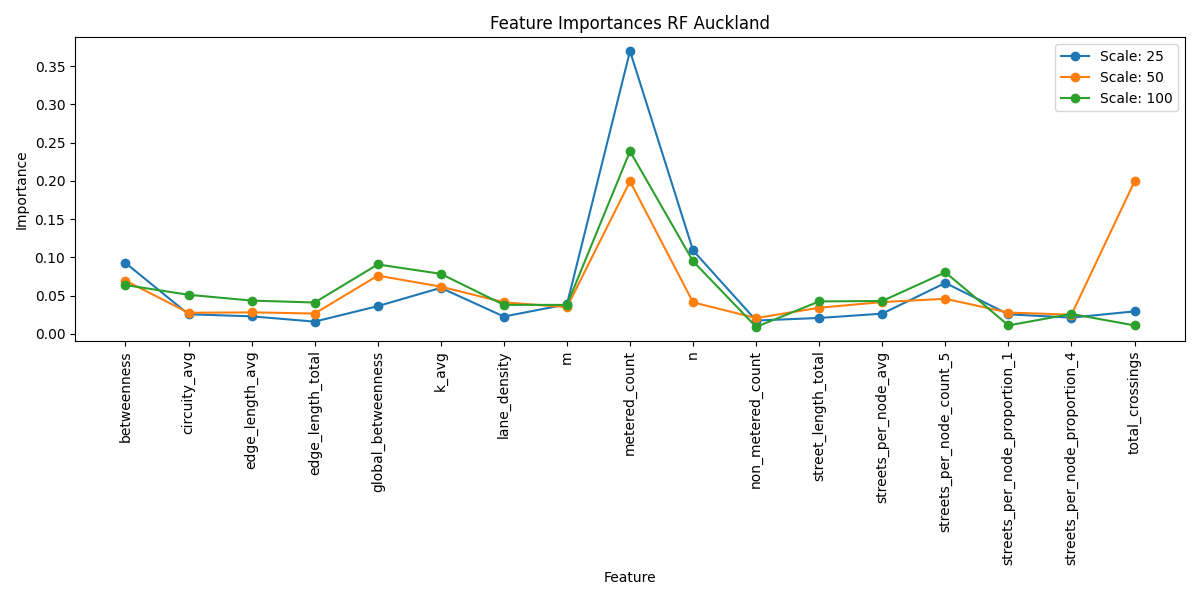 Feature Importances RF Auckland
Scale: 25
Scale: 50
Scale: 100
Importance
0.35
0.30
0.25
0.20
0.15
0.10
0.05
0.00
betweenness
circuity_avg
edge_length_avg
edge_length_total
global_betweenness
k_avg
lane_density
m
metered_count
n
non_metered_count
street_length_total
streets_per_node_avg
streets_per_node_count_5
streets_per_node_proportion_1
streets_per_node_proportion_4
total_crossings
Feature